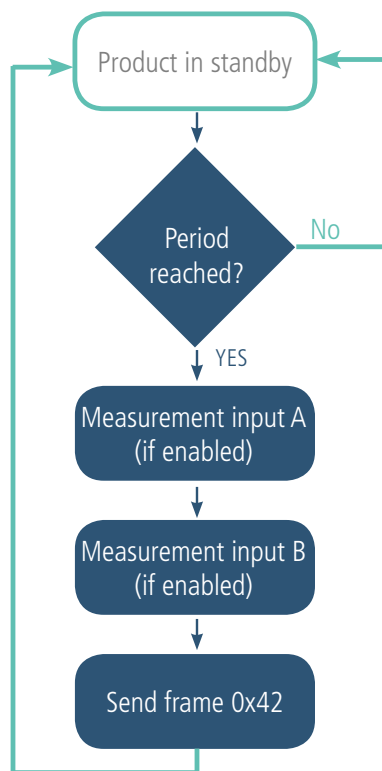 Product in standby
Period
reached?
No
YES
Measurement input A
(if enabled)
Measurement input B
(if enabled)
Send frame 0x42